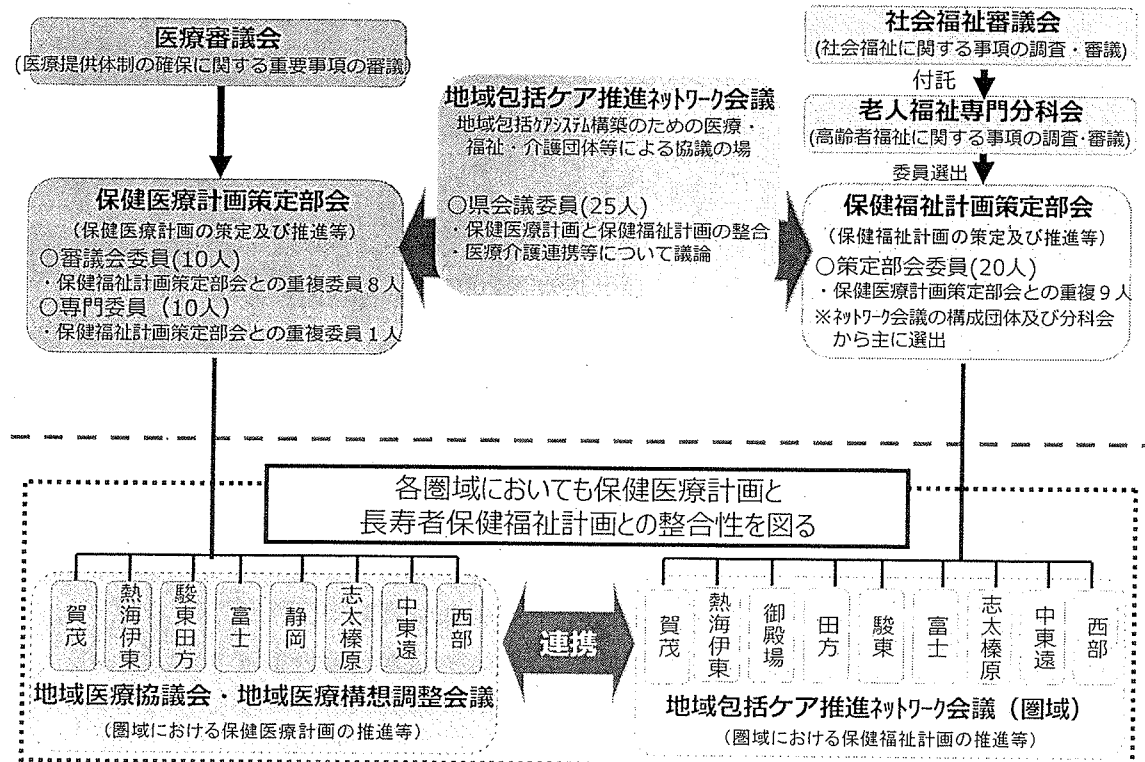 医療審議会
(医療提供体制の確保に関する重要事項の審議)
社会福祉審議会
(社会福祉に関する事項の調査・審議)
付託
老人福祉専門分科会
(高齢者福祉に関する事項の調査・審議)
委員選出
地域包括ケア推進ネットワーク会議
地域包括ケアシステム構築のための医療・
福祉・介護団体等による協議の場
○県会議委員(25人)
・保健医療計画と保健福祉計画の整合
・医療介護連携等について議論
保健医療計画策定部会
(保健医療計画の策定及び推進等)
○審議会委員(10人)
・保健福祉計画策定部会との重複委員8人
○専門委員(10人)
・保健福祉計画策定部会との重複委員1人
保健福祉計画策定部会
(保健福祉計画の策定及び推進等)
○策定部会委員(20人)
・保健医療計画策定部会との重複9人
※ネットワーク会議の構成団体及び分科会
から主に選出
各圏域においても保健医療計画と
長寿者保健福祉計画との整合性を図る
賀茂
熱海伊東
駿東田方
富士
静岡
志太榛原
中東遠
西部
地域医療協議会・地域医療構想調整会議
(圏域における保健医療計画の推進等)
連携
賀茂
熱海伊東
御殿場
田方
駿東
富士
志太榛原
中東遠
西部
地域包括ケア推進ネットワーク会議(圏域)
(圏域における保健福祉計画の推進等)